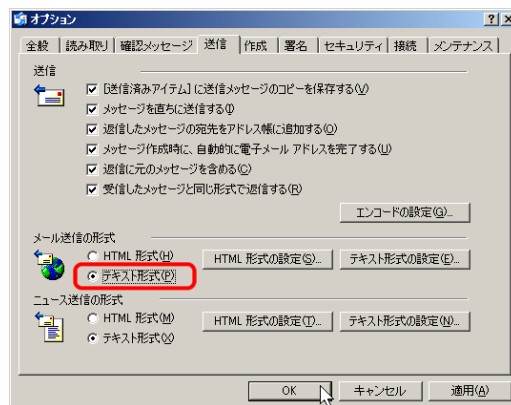 オプション
全般 読み取り 確認メッセージ 送信 作成 署名 セキュリティ 接続 メンテナンス
送信
[送信済みアイテム] に送信メッセージのコピーを保存する(V)
メッセージを直ちに送信する(I)
返信したメッセージの宛先をアドレス帳に追加する(O)
メッセージ作成時に、自動的に電子メール アドレスを完了する(U)
返信に元のメッセージを含める(C)
受信したメッセージと同じ形式で返信する(R)
エンコードの設定(G)...
メール送信の形式
HTML 形式(H) HTML 形式の設定(S)... テキスト形式の設定(E)...
テキスト形式(P)
ニュース送信の形式
HTML 形式(M) HTML 形式の設定(T)... テキスト形式の設定(N)...
テキスト形式(X)
OK キャンセル 適用(A)